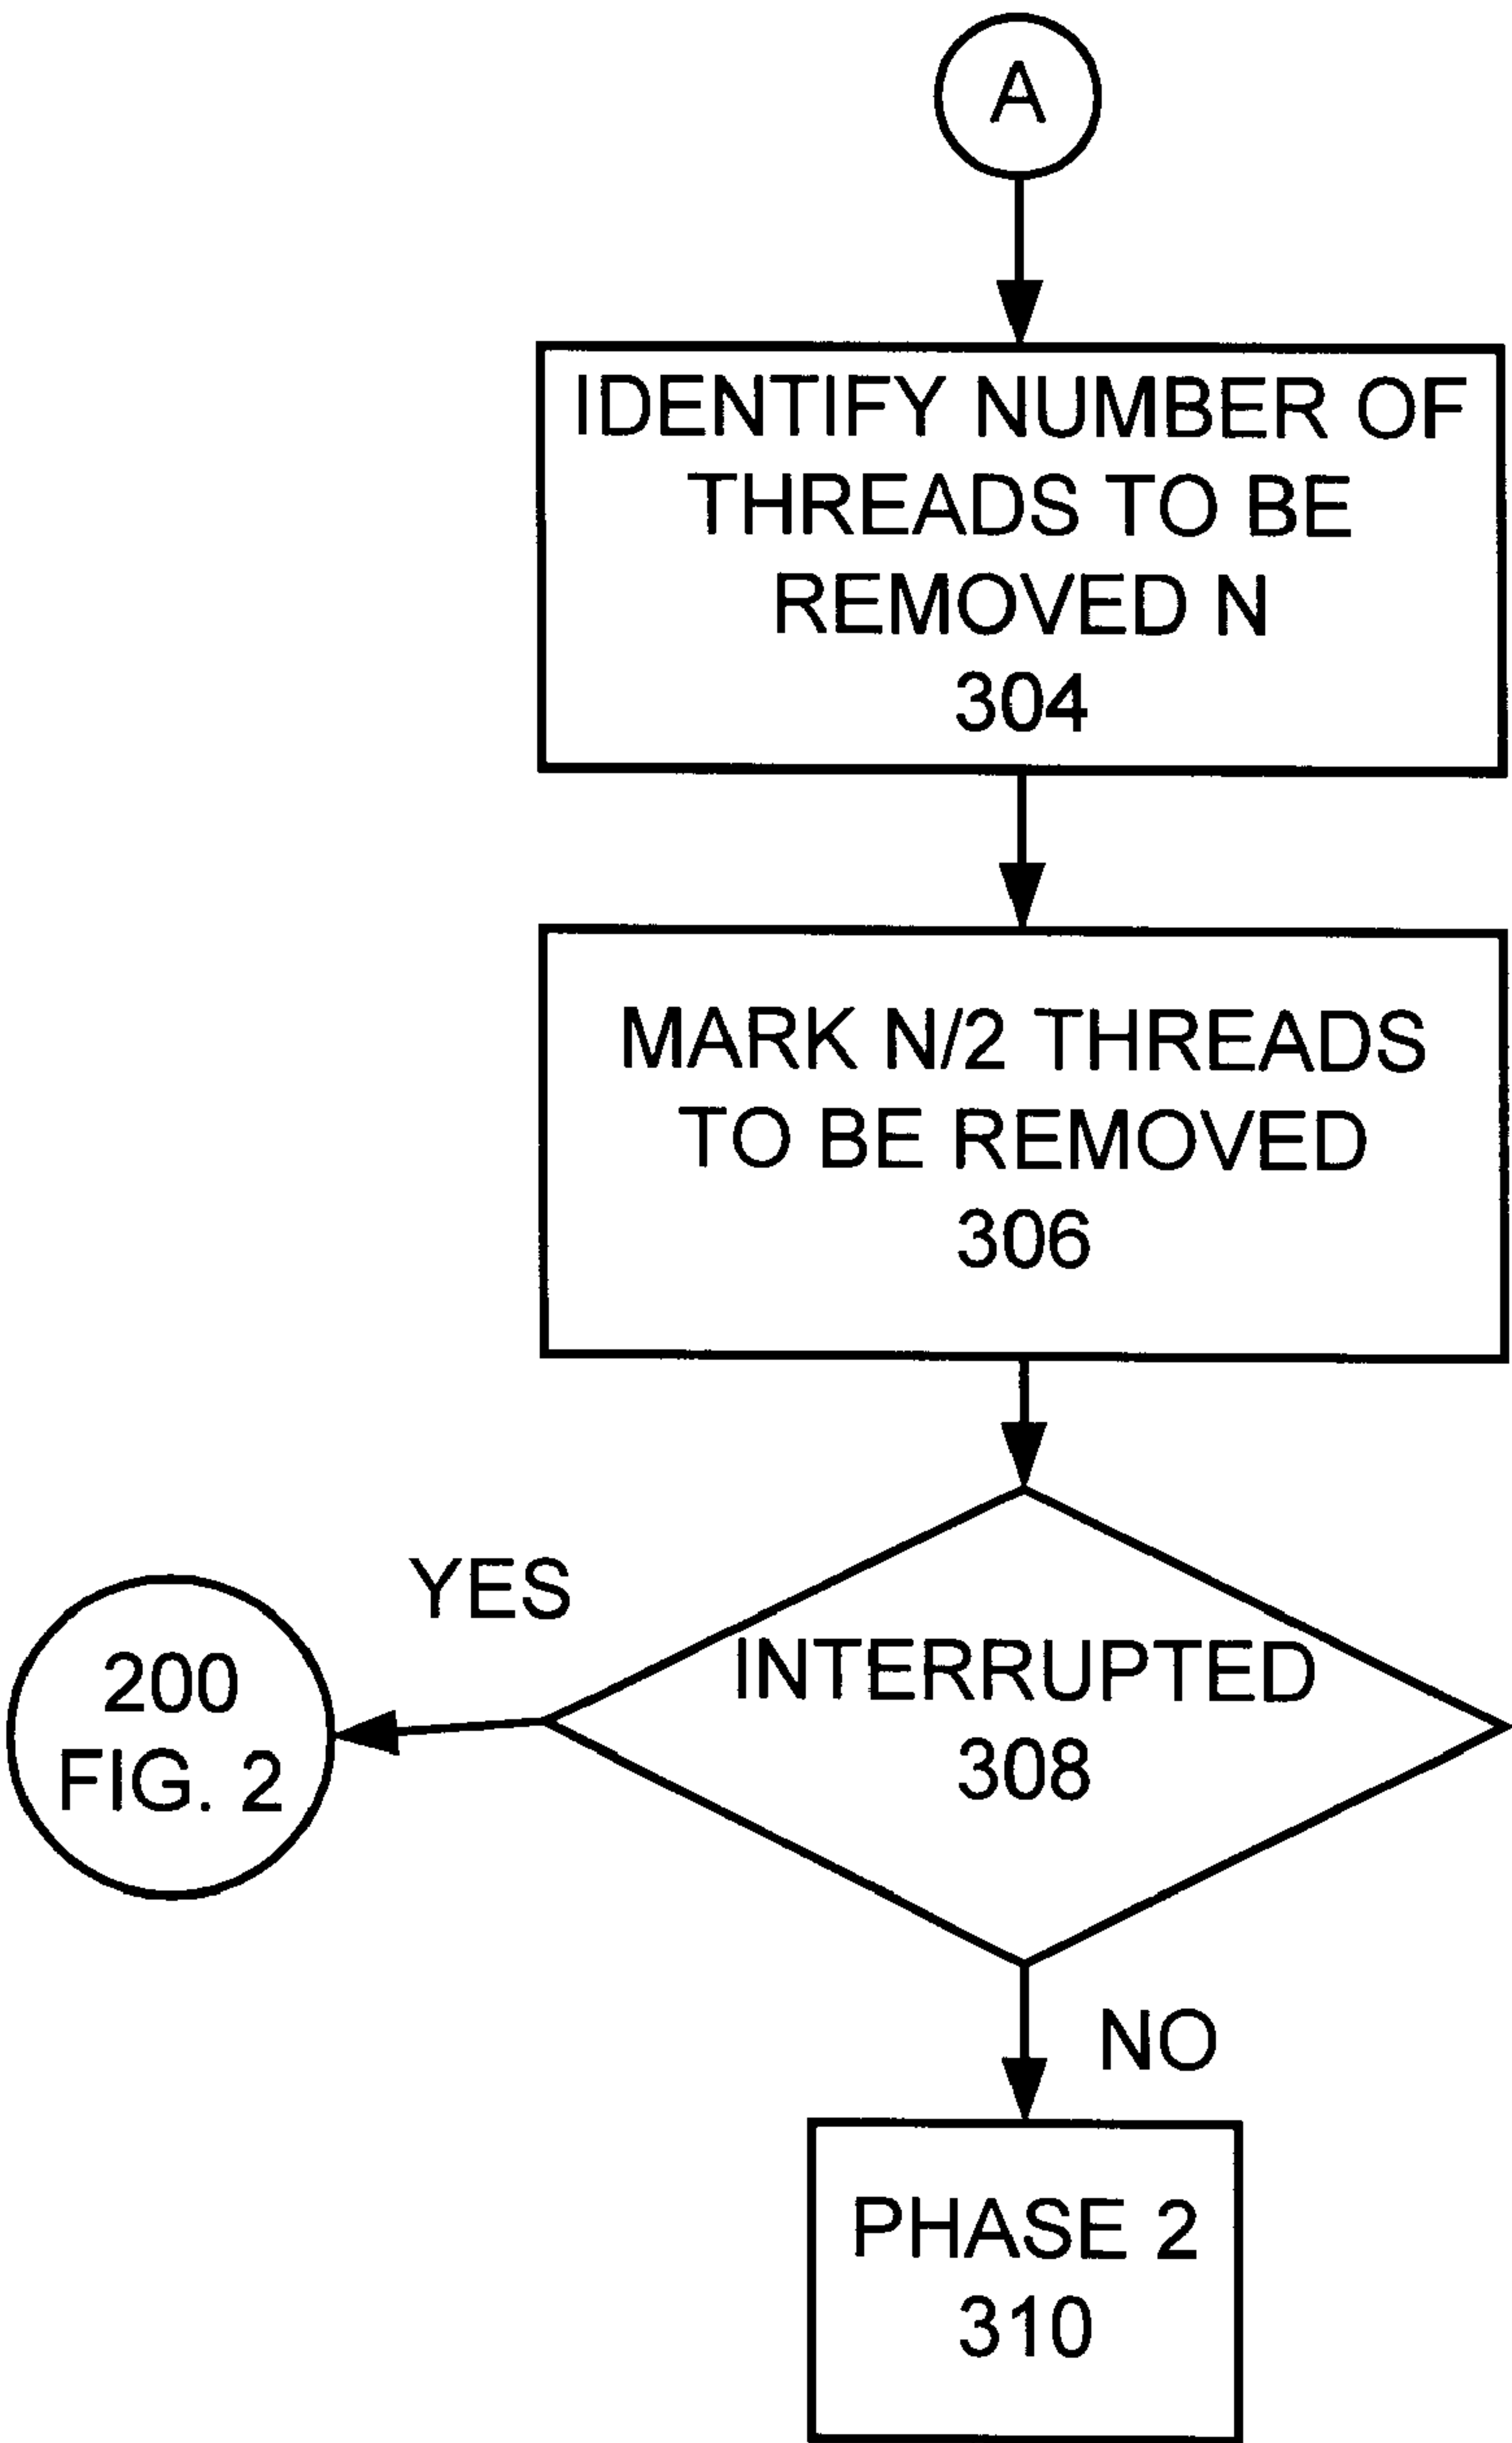 A
IDENTIFY NUMBER OF
THREADS TO BE
REMOVED N
304
MARK N/2 THREADS
TO BE REMOVED
306
YES
200
FIG. 2
INTERRUPTED
308
NO
PHASE 2
310